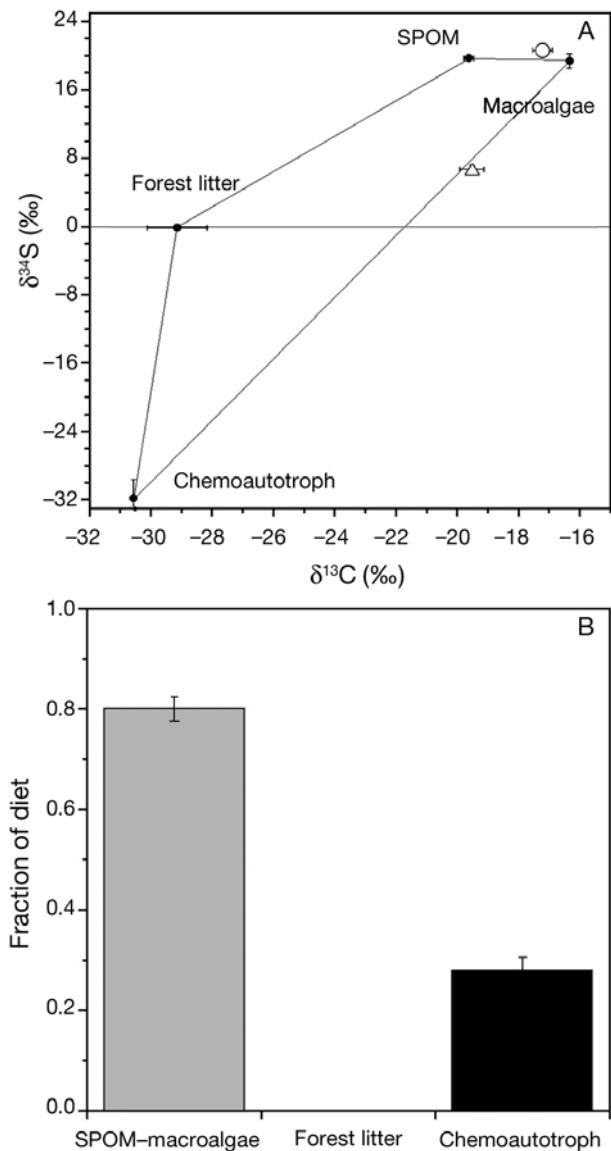 A
24
16
8
0
−8
−16
−24
−32
δ³⁴S (‰)
SPOM
Macroalgae
Forest litter
Chemoautotroph
−32 −30 −28 −26 −24 −22 −20 −18 −16
δ¹³C (‰)
B
1.0
0.8
0.6
0.4
0.2
0.0
Fraction of diet
SPOM–macroalgae Forest litter Chemoautotroph